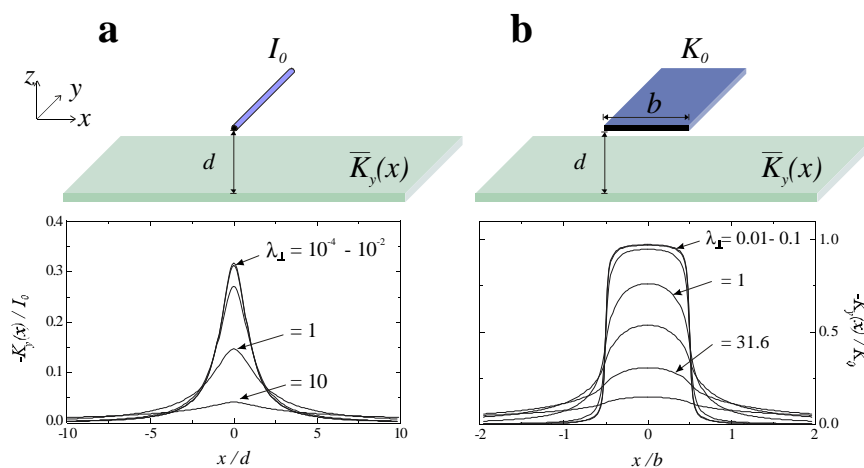 a
I₀
z
y
x
d
K̅y(x)
0.4
0.3
0.2
0.1
0.0
-Ky(x) / I₀
λ⊥ = 10⁻⁴ - 10⁻²
= 1
= 10
-10
-5
0
5
10
x / d
b
K₀
b
d
K̅y(x)
λ⊥ = 0.01- 0.1
= 1
= 31.6
1.0
0.5
0.0
-Ky(x) / K₀
-2
-1
0
1
2
x / b